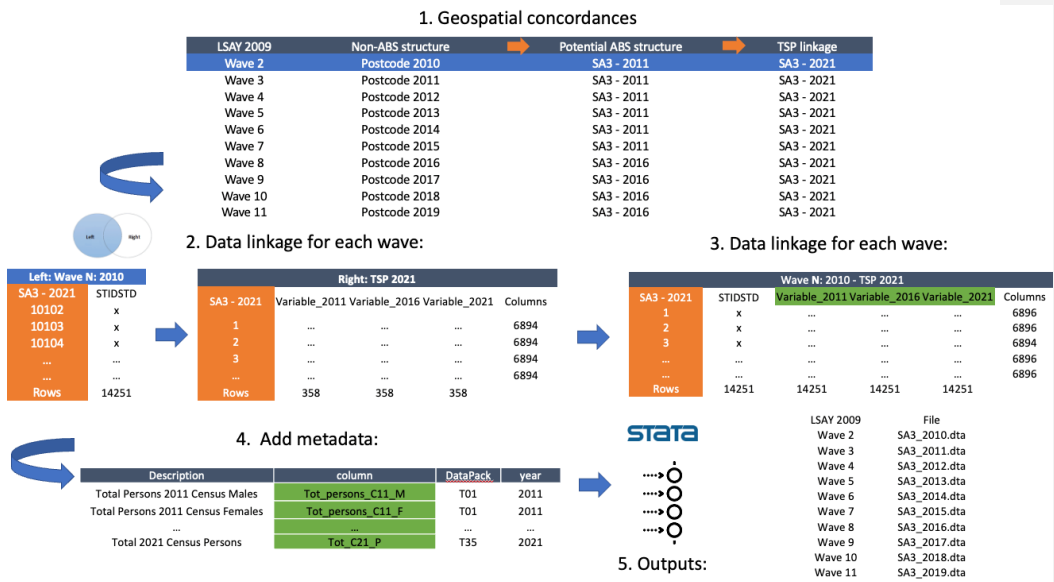 1. Geospatial concordances
LSAY 2009 Non-ABS structure Potential ABS structure TSP linkage
Wave 2 Postcode 2010 SA3 - 2011 SA3 - 2021
Wave 3 Postcode 2011 SA3 - 2011 SA3 - 2021
Wave 4 Postcode 2012 SA3 - 2011 SA3 - 2021
Wave 5 Postcode 2013 SA3 - 2011 SA3 - 2021
Wave 6 Postcode 2014 SA3 - 2011 SA3 - 2021
Wave 7 Postcode 2015 SA3 - 2011 SA3 - 2021
Wave 8 Postcode 2016 SA3 - 2016 SA3 - 2021
Wave 9 Postcode 2017 SA3 - 2016 SA3 - 2021
Wave 10 Postcode 2018 SA3 - 2016 SA3 - 2021
Wave 11 Postcode 2019 SA3 - 2016 SA3 - 2021
Left Right
2. Data linkage for each wave:
Left: Wave N: 2010
SA3 - 2021 STIDSTD
10102 x
10103 x
10104 x
... ...
... ...
Rows 14251
Right: TSP 2021
SA3 - 2021 Variable_2011 Variable_2016 Variable_2021 Columns
1 ... ... ... 6894
2 ... ... ... 6894
3 ... ... ... 6894
... ... ... ... 6894
Rows 358 358 358
3. Data linkage for each wave:
Wave N: 2010 - TSP 2021
SA3 - 2021 STIDSTD Variable_2011 Variable_2016 Variable_2021 Columns
1 x ... ... ... 6896
2 x ... ... ... 6894
3 x ... ... ... 6894
... ... ... ... ... 6896
... ... ... ... ... 6896
Rows 14251 14251 14251 14251
4. Add metadata:
Description column DataPack year
Total Persons 2011 Census Males Tot_persons_C11_M T01 2011
Total Persons 2011 Census Females Tot_persons_C11_F T01 2011
... ... ... ...
Total 2021 Census Persons Tot_C21_P T35 2021
STATA
5. Outputs:
LSAY 2009 File
Wave 2 SA3_2010.dta
Wave 3 SA3_2011.dta
Wave 4 SA3_2012.dta
Wave 5 SA3_2013.dta
Wave 6 SA3_2014.dta
Wave 7 SA3_2015.dta
Wave 8 SA3_2016.dta
Wave 9 SA3_2017.dta
Wave 10 SA3_2018.dta
Wave 11 SA3_2019.dta